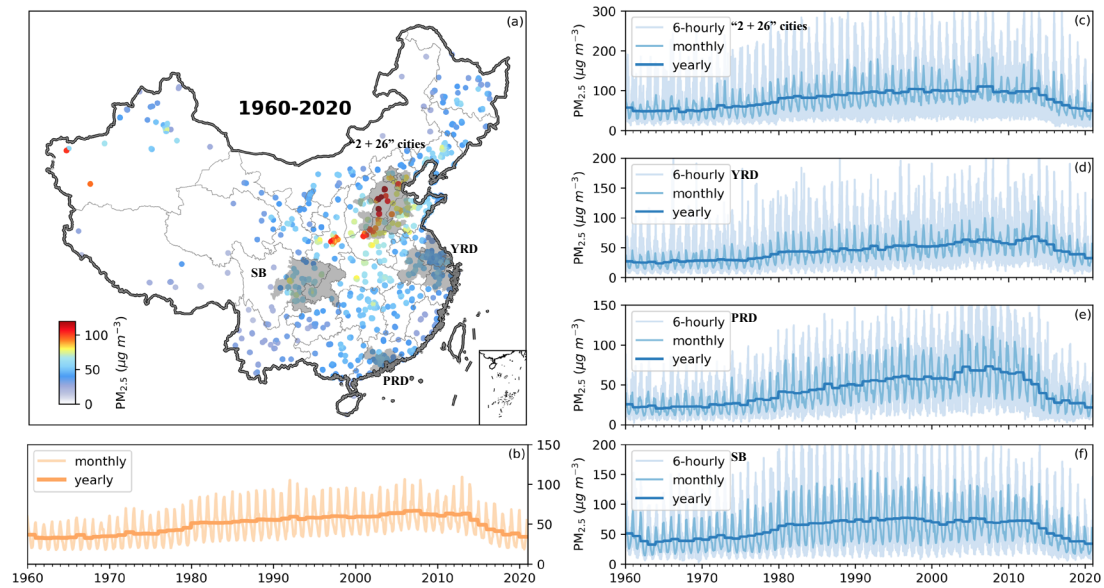 (a)
1960-2020
“2 + 26” cities
YRD
SB
PRD
100
50
0
PM2.5 (μg m−3)
(b)
monthly
yearly
150
100
50
0
1960 1970 1980 1990 2000 2010 2020
(c)
6-hourly “2 + 26” cities
monthly
yearly
300
200
100
0
PM2.5 (μg m−3)
(d)
6-hourly YRD
monthly
yearly
200
150
100
50
0
PM2.5 (μg m−3)
(e)
6-hourly PRD
monthly
yearly
150
100
50
0
PM2.5 (μg m−3)
(f)
6-hourly SB
monthly
yearly
200
150
100
50
0
PM2.5 (μg m−3)
1960 1970 1980 1990 2000 2010 2020